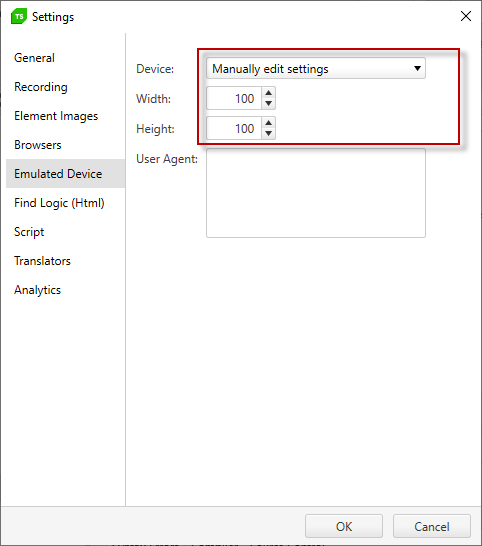 TS Settings
General
Recording
Element Images
Browsers
Emulated Device
Find Logic (Html)
Script
Translators
Analytics
Device: Manually edit settings
Width: 100
Height: 100
User Agent:
OK Cancel